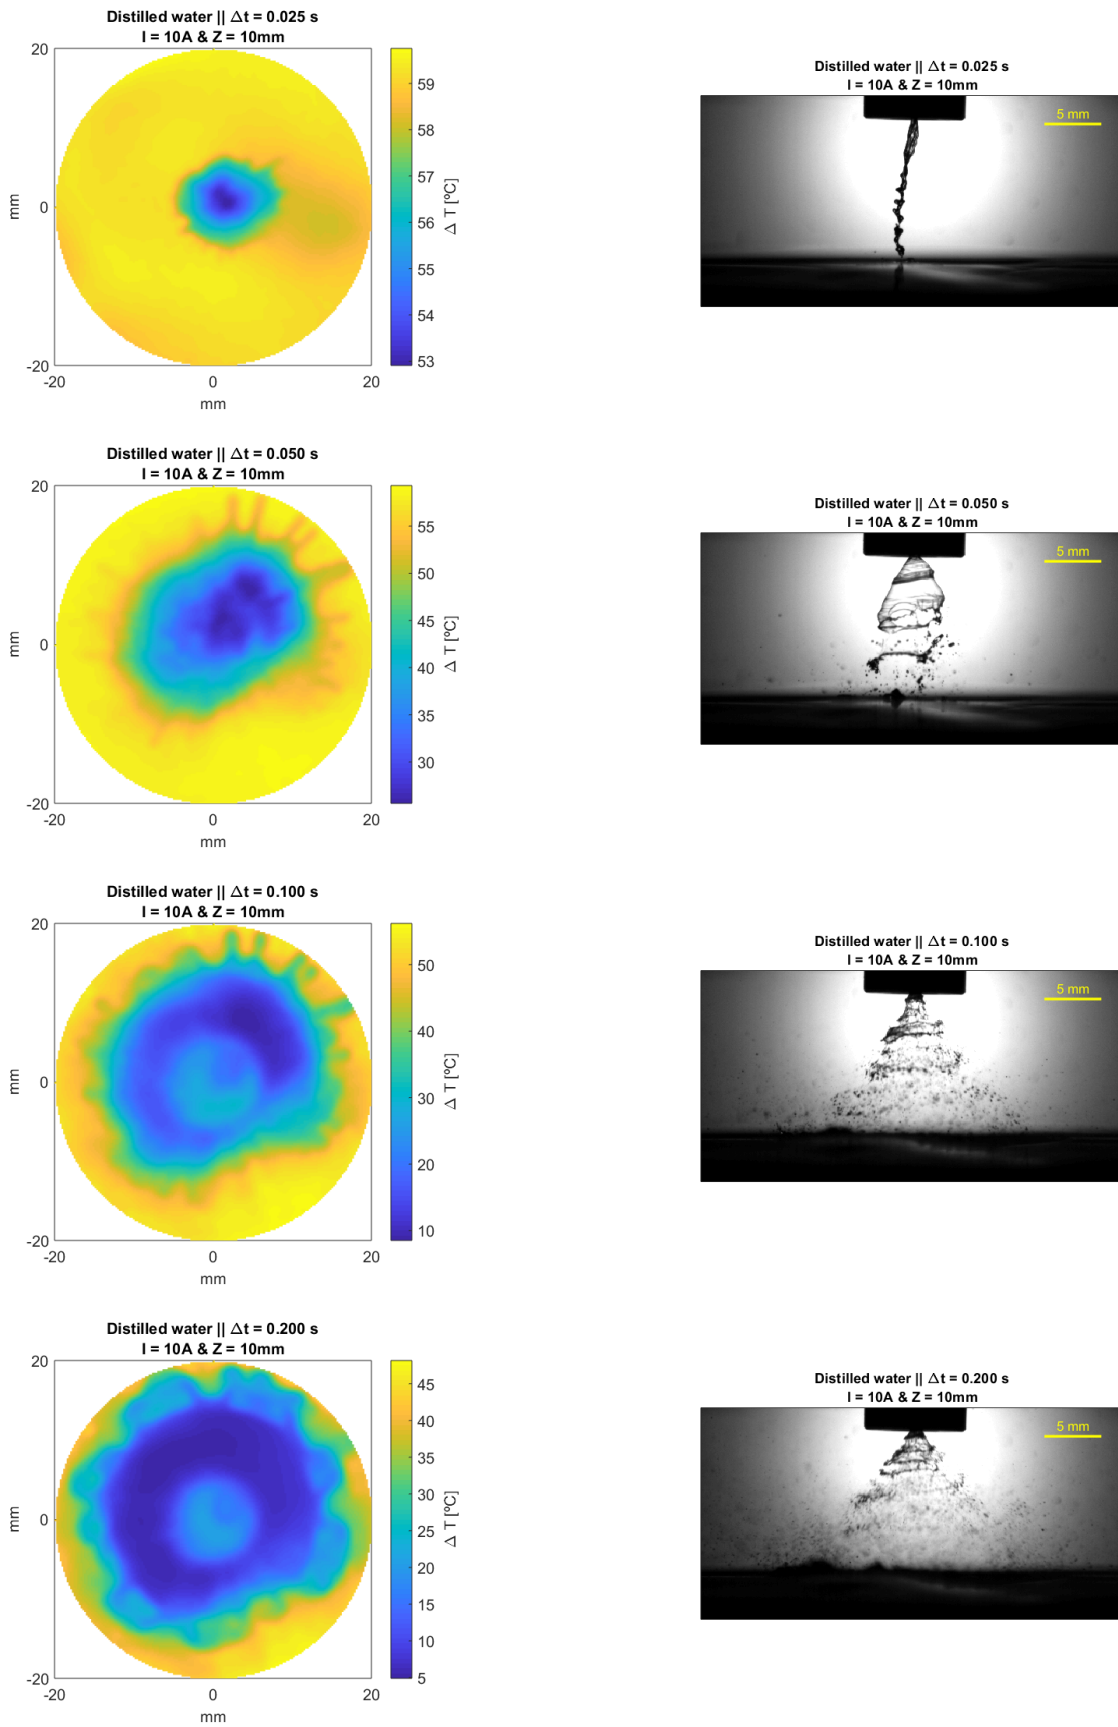 Distilled water || Δt = 0.025 s
I = 10A & Z = 10mm
20
0
-20
mm
-20
0
20
mm
59
58
57
56
55
54
53
Δ T [ºC]
Distilled water || Δt = 0.025 s
I = 10A & Z = 10mm
5 mm
Distilled water || Δt = 0.050 s
I = 10A & Z = 10mm
20
0
-20
mm
-20
0
20
mm
55
50
45
40
35
30
Δ T [ºC]
Distilled water || Δt = 0.050 s
I = 10A & Z = 10mm
5 mm
Distilled water || Δt = 0.100 s
I = 10A & Z = 10mm
20
0
-20
mm
-20
0
20
mm
50
40
30
20
10
Δ T [ºC]
Distilled water || Δt = 0.100 s
I = 10A & Z = 10mm
5 mm
Distilled water || Δt = 0.200 s
I = 10A & Z = 10mm
20
0
-20
mm
-20
0
20
mm
45
40
35
30
25
20
15
10
5
Δ T [ºC]
Distilled water || Δt = 0.200 s
I = 10A & Z = 10mm
5 mm